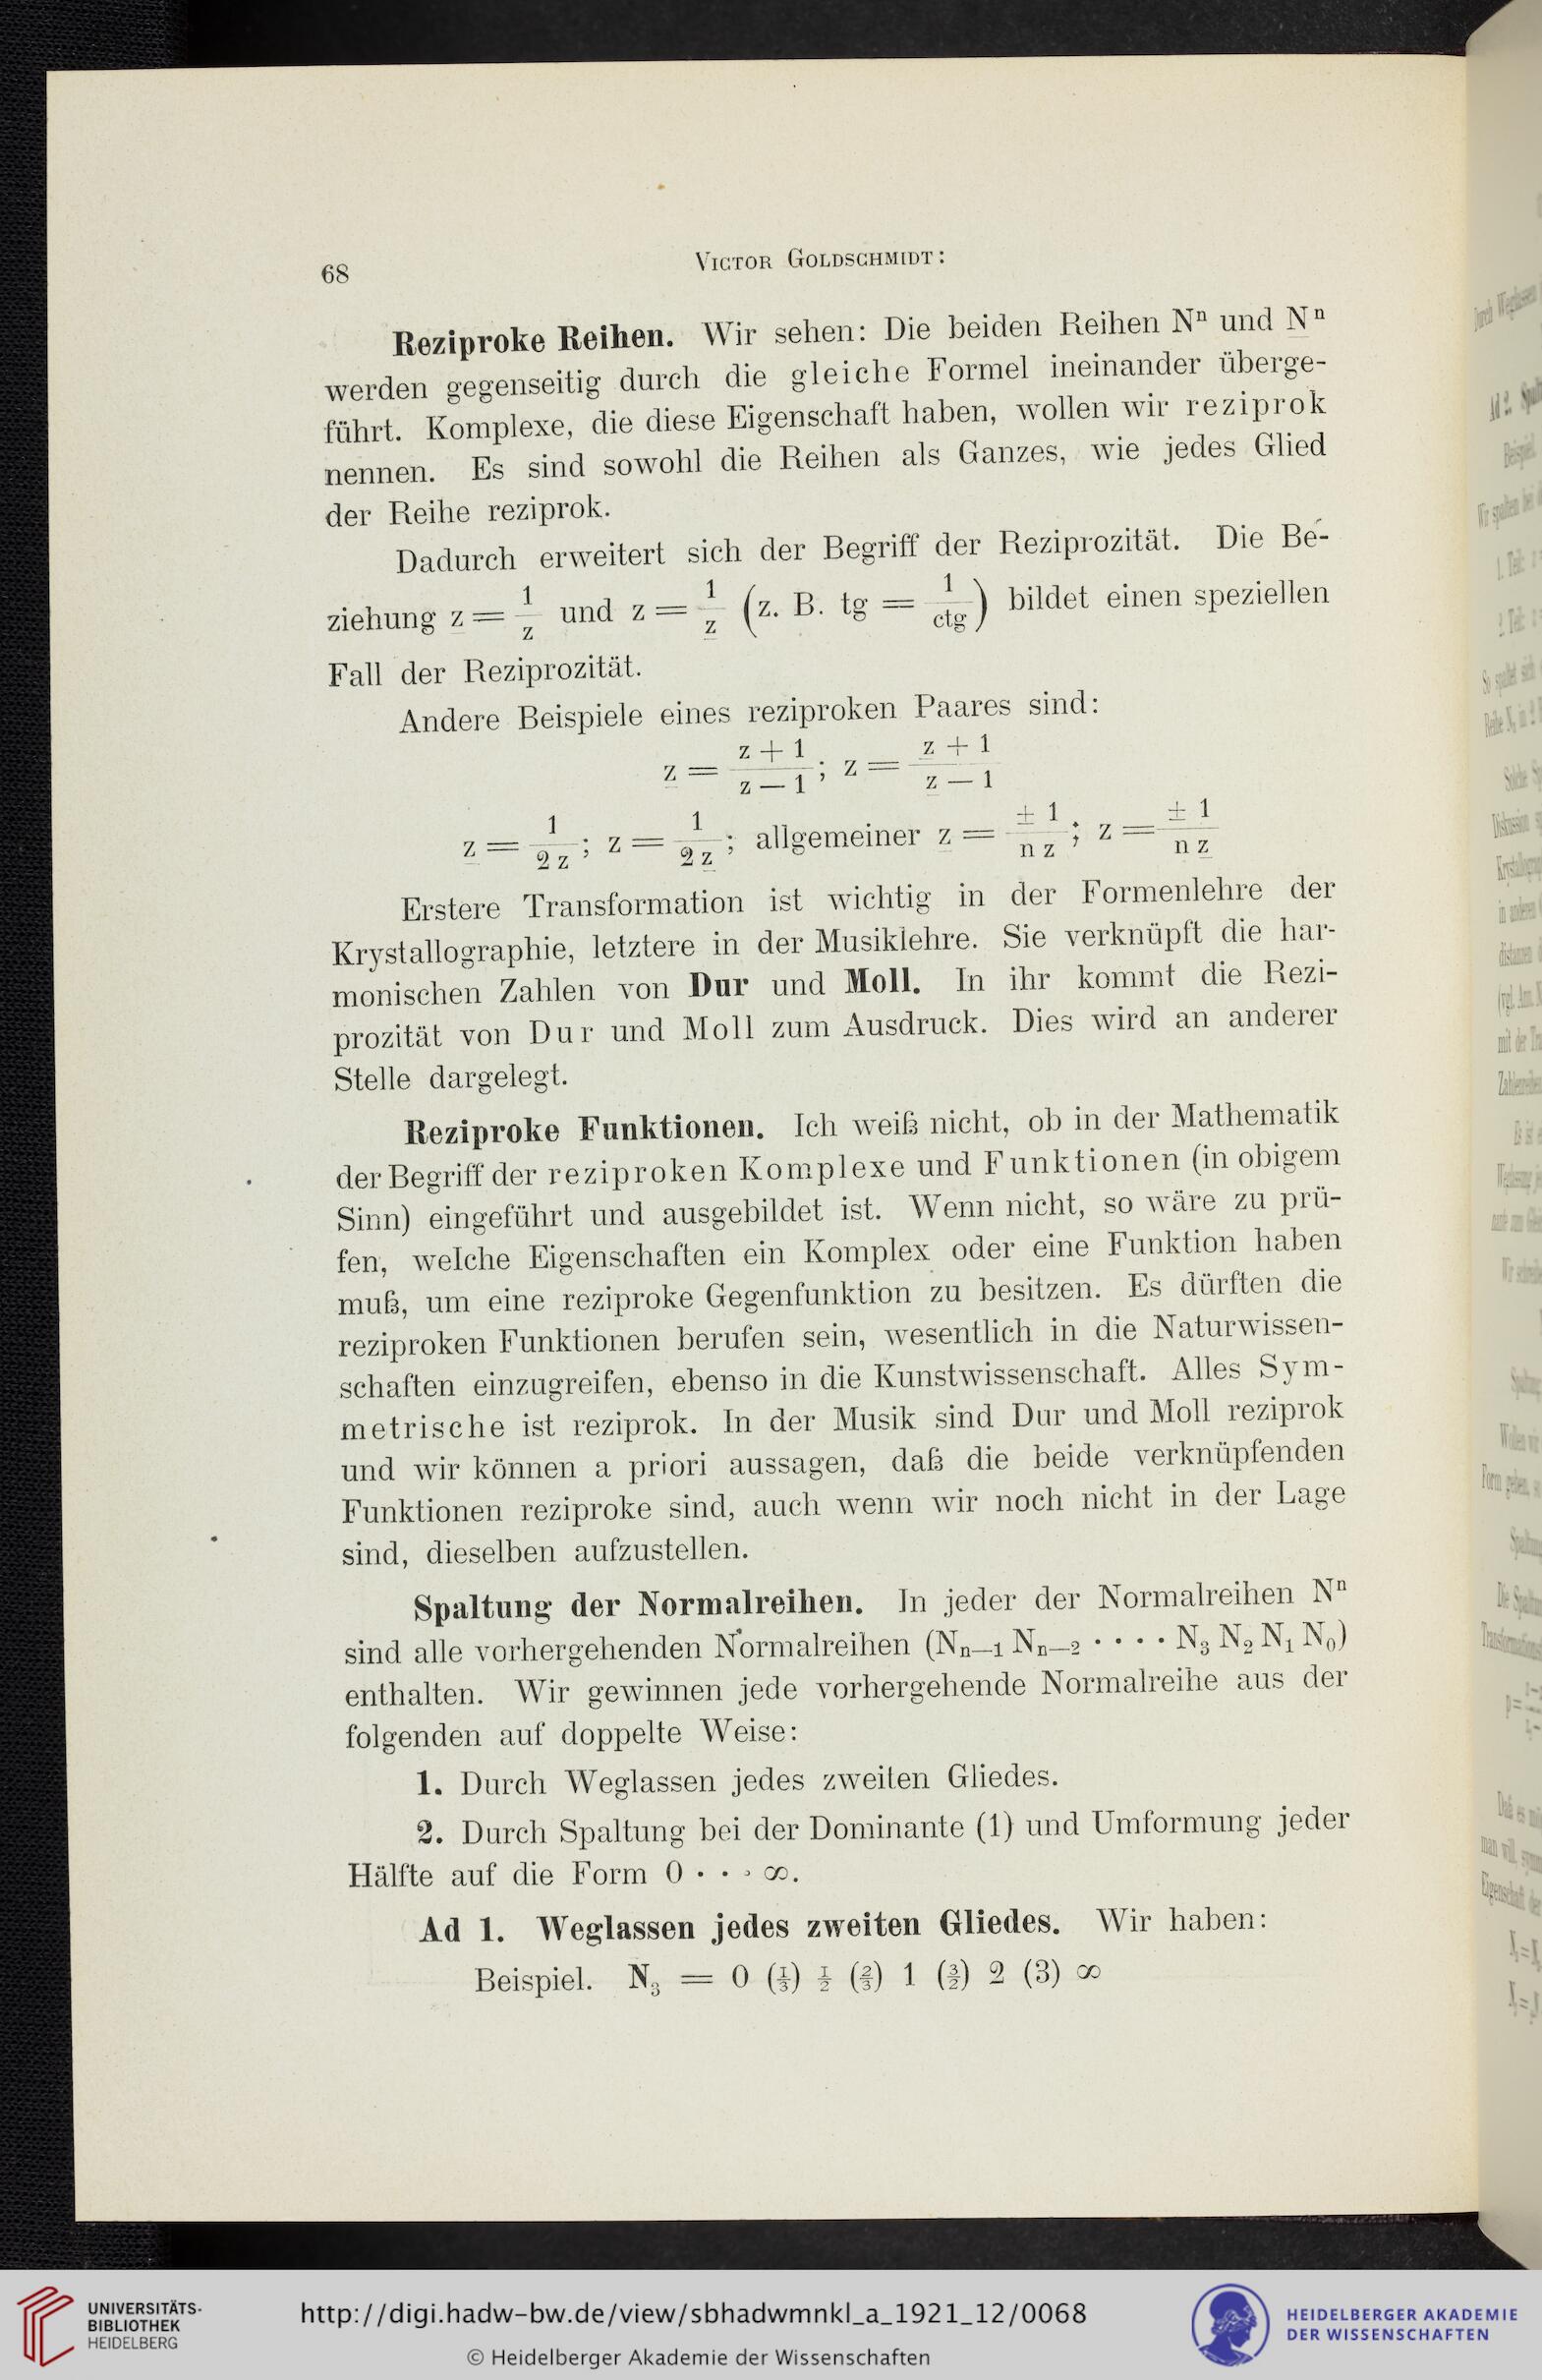 68
Victor Goldschmidt:
Reziproke Reihen. Wir sehen: Die beiden Reihen Nⁿ und N̲ⁿ
werden gegenseitig durch die gleiche Formel ineinander überge-
führt. Komplexe, die diese Eigenschaft haben, wollen wir reziprok
nennen. Es sind sowohl die Reihen als Ganzes, wie jedes Glied
der Reihe reziprok.
Dadurch erweitert sich der Begriff der Reziprozität. Die Be-
ziehung z̲ = 1/z und z = 1/z̲ (z. B. tg = 1/ctg) bildet einen speziellen
Fall der Reziprozität.
Andere Beispiele eines reziproken Paares sind:
z̲ = (z + 1)/(z — 1); z = (z̲ + 1)/(z̲ — 1)
z̲ = 1/(2 z); z = 1/(2 z̲); allgemeiner z̲ = ± 1/(n z); z = ± 1/(n z̲)
Erstere Transformation ist wichtig in der Formenlehre der
Krystallographie, letztere in der Musiklehre. Sie verknüpft die har-
monischen Zahlen von Dur und Moll. In ihr kommt die Rezi-
prozität von Dur und Moll zum Ausdruck. Dies wird an anderer
Stelle dargelegt.
Reziproke Funktionen. Ich weiß nicht, ob in der Mathematik
der Begriff der reziproken Komplexe und Funktionen (in obigem
Sinn) eingeführt und ausgebildet ist. Wenn nicht, so wäre zu prü-
fen, welche Eigenschaften ein Komplex oder eine Funktion haben
muß, um eine reziproke Gegenfunktion zu besitzen. Es dürften die
reziproken Funktionen berufen sein, wesentlich in die Naturwissen-
schaften einzugreifen, ebenso in die Kunstwissenschaft. Alles Sym-
metrische ist reziprok. In der Musik sind Dur und Moll reziprok
und wir können a priori aussagen, daß die beide verknüpfenden
Funktionen reziproke sind, auch wenn wir noch nicht in der Lage
sind, dieselben aufzustellen.
Spaltung der Normalreihen. In jeder der Normalreihen Nⁿ
sind alle vorhergehenden Normalreihen (Nₙ₋₁ Nₙ₋₂ · · · · N₃ N₂ N₁ N₀)
enthalten. Wir gewinnen jede vorhergehende Normalreihe aus der
folgenden auf doppelte Weise:
1. Durch Weglassen jedes zweiten Gliedes.
2. Durch Spaltung bei der Dominante (1) und Umformung jeder
Hälfte auf die Form 0 · · · ∞.
Ad 1. Weglassen jedes zweiten Gliedes. Wir haben:
Beispiel. N₃ = 0 (⅓) ½ (⅔) 1 (3/2) 2 (3) ∞
UNIVERSITÄTS-
BIBLIOTHEK
HEIDELBERG
http://digi.hadw-bw.de/view/sbhadwmnkl_a_1921_12/0068
© Heidelberger Akademie der Wissenschaften
HEIDELBERGER AKADEMIE
DER WISSENSCHAFTEN